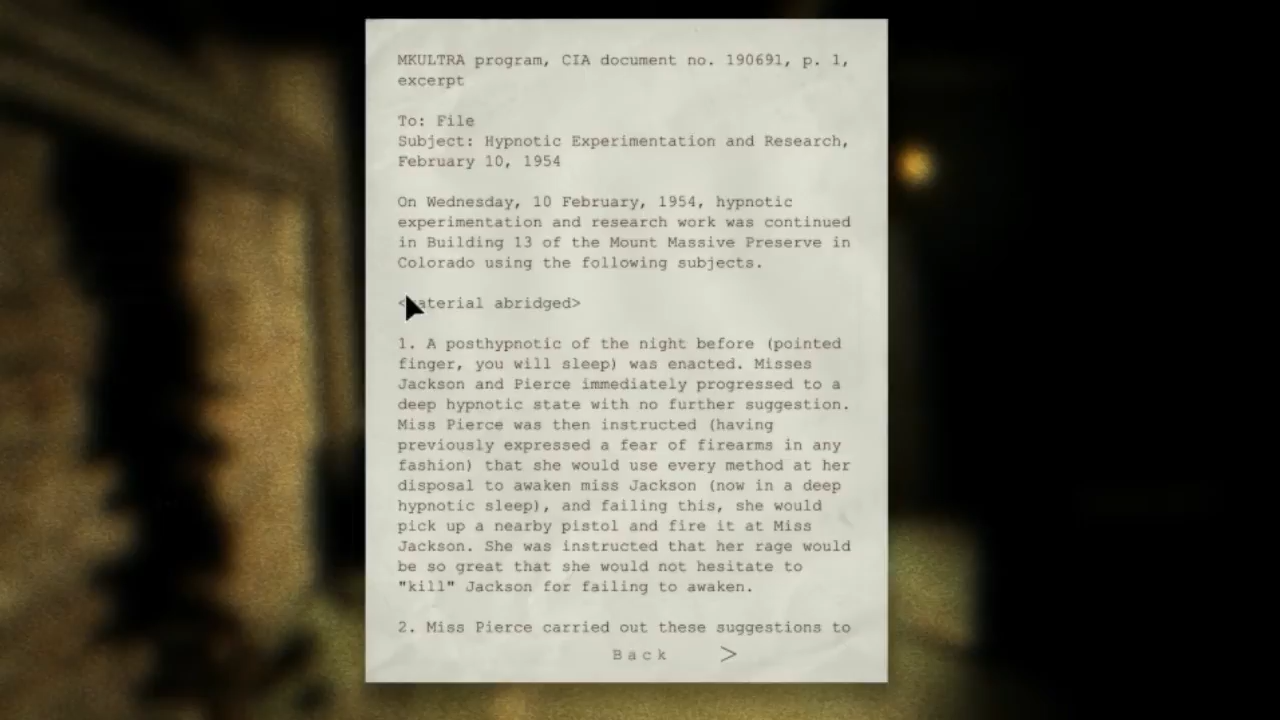 MKULTRA program, CIA document no. 190691, p. 1,
excerpt
To: File
Subject: Hypnotic Experimentation and Research,
February 10, 1954
On Wednesday, 10 February, 1954, hypnotic
experimentation and research work was continued
in Building 13 of the Mount Massive Preserve in
Colorado using the following subjects.
<material abridged>
1. A posthypnotic of the night before (pointed
finger, you will sleep) was enacted. Misses
Jackson and Pierce immediately progressed to a
deep hypnotic state with no further suggestion.
Miss Pierce was then instructed (having
previously expressed a fear of firearms in any
fashion) that she would use every method at her
disposal to awaken miss Jackson (now in a deep
hypnotic sleep), and failing this, she would
pick up a nearby pistol and fire it at Miss
Jackson. She was instructed that her rage would
be so great that she would not hesitate to
"kill" Jackson for failing to awaken.
2. Miss Pierce carried out these suggestions to
Back >